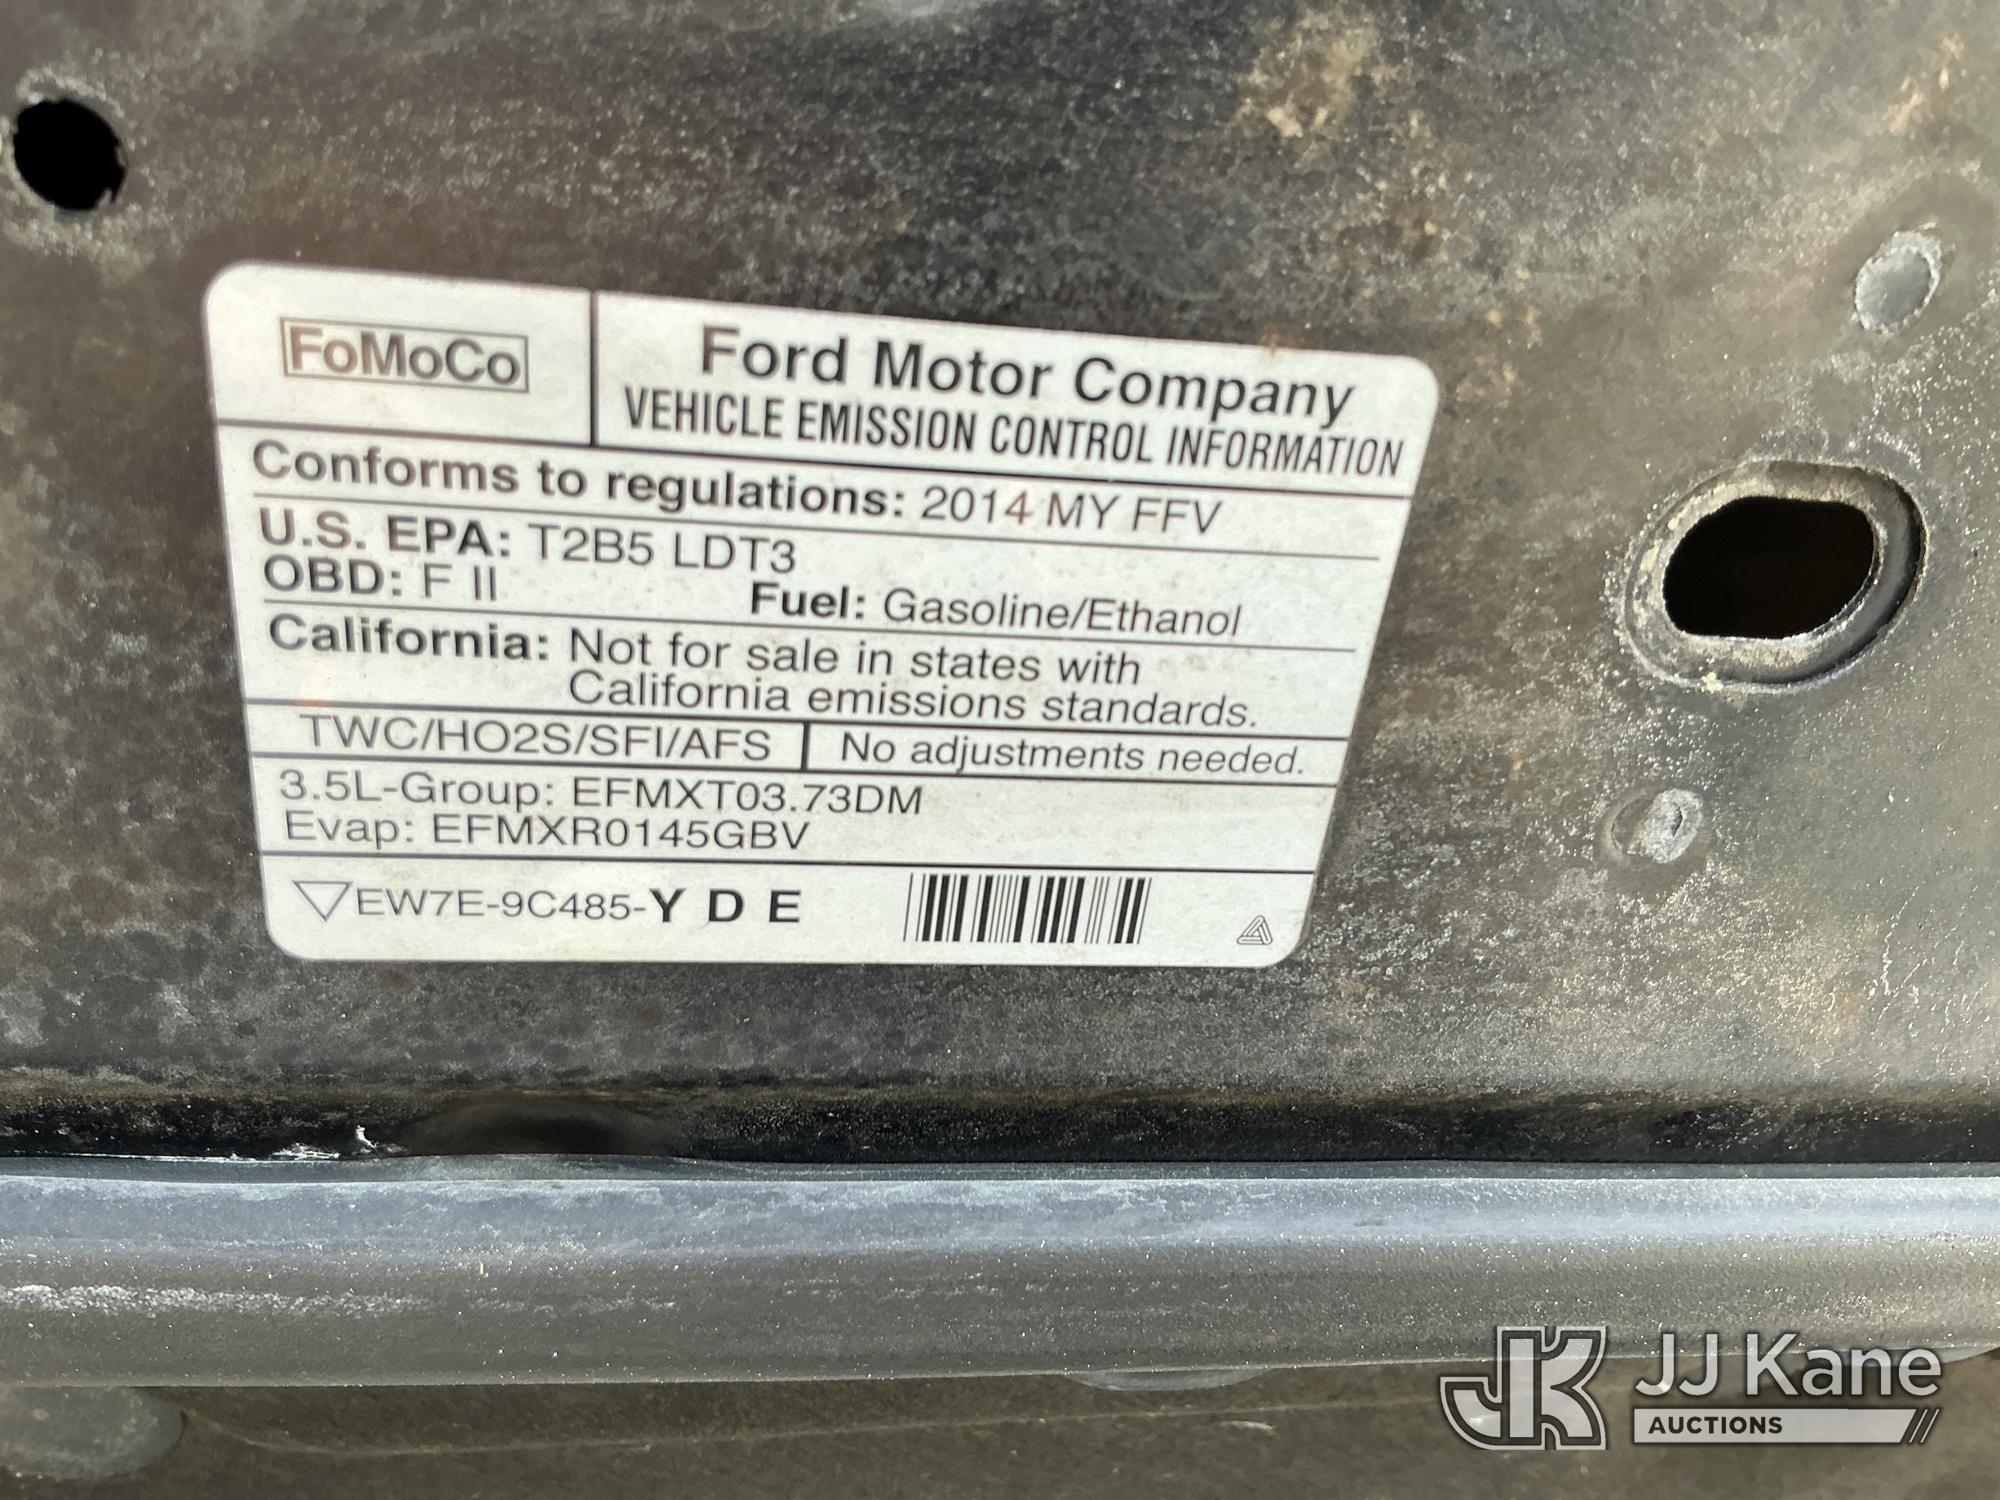 FoMoCo
Ford Motor Company
VEHICLE EMISSION CONTROL INFORMATION
Conforms to regulations: 2014 MY FFV
U.S. EPA: T2B5 LDT3
OBD: F II Fuel: Gasoline/Ethanol
California: Not for sale in states with
California emissions standards.
TWC/HO2S/SFI/AFS No adjustments needed.
3.5L-Group: EFMXT03.73DM
Evap: EFMXR0145GBV
EW7E-9C485-Y D E
JK JJ Kane
AUCTIONS